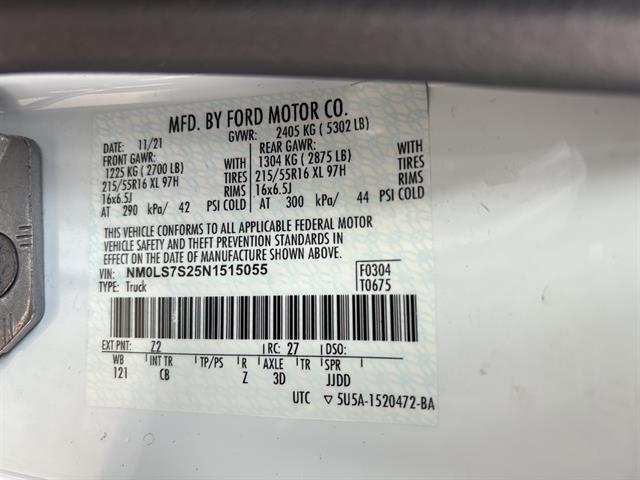 MFD. BY FORD MOTOR CO.
DATE: 11/21 GVWR: 2405 KG ( 5302 LB)
FRONT GAWR: REAR GAWR:
1225 KG ( 2700 LB) WITH 1304 KG ( 2875 LB) WITH
215/55R16 XL 97H TIRES 215/55R16 XL 97H TIRES
16x6.5J RIMS 16x6.5J RIMS
AT 290 kPa/ 42 PSI COLD AT 300 kPa/ 44 PSI COLD
THIS VEHICLE CONFORMS TO ALL APPLICABLE FEDERAL MOTOR
VEHICLE SAFETY AND THEFT PREVENTION STANDARDS IN
EFFECT ON THE DATE OF MANUFACTURE SHOWN ABOVE.
VIN: NM0LS7S25N1515055 F0304
TYPE: Truck T0675
EXT PNT: Z2 RC: 27 DSO:
WB INT TR TP/PS R AXLE TR SPR
121 CB Z 3D JJDD
UTC ▽ 5U5A-1520472-BA